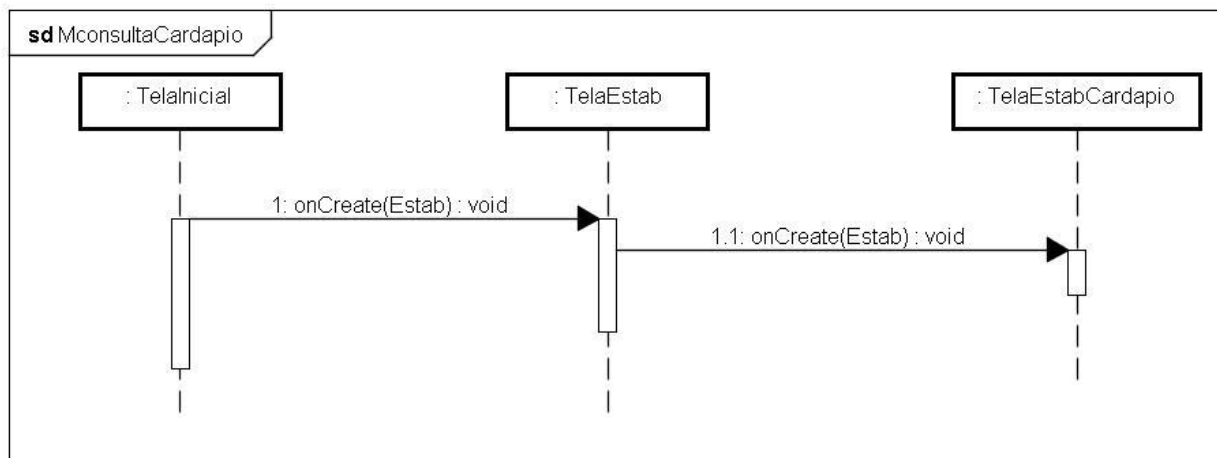 sd MconsultaCardapio
: TelaInicial
: TelaEstab
: TelaEstabCardapio
1: onCreate(Estab) : void
1.1: onCreate(Estab) : void